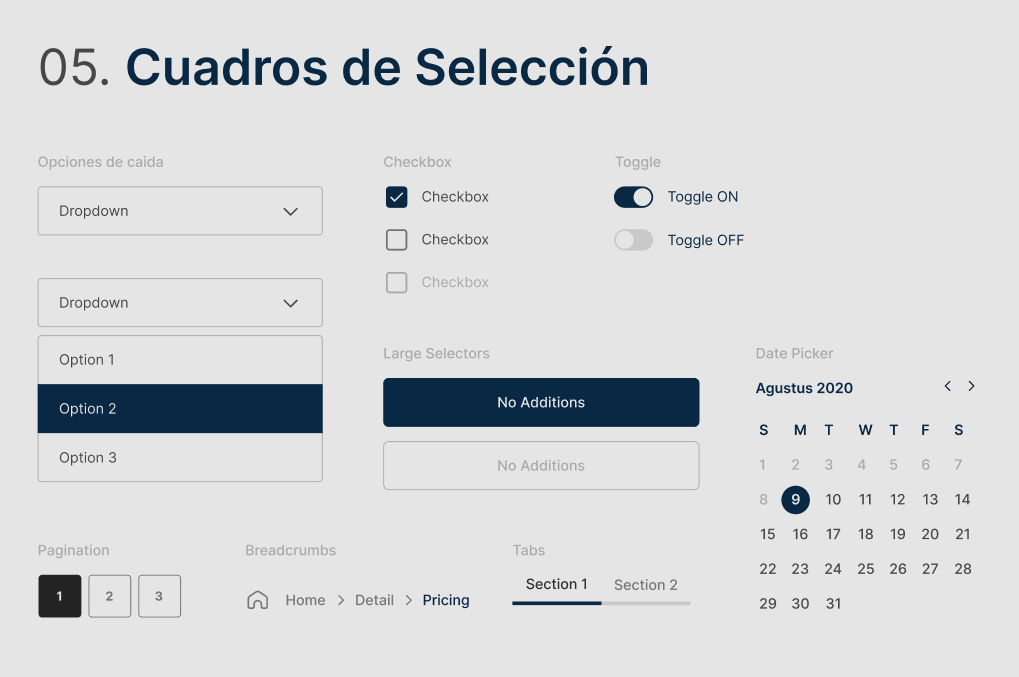 05. Cuadros de Selección
Opciones de caida
Dropdown
Dropdown
Option 1
Option 2
Option 3
Checkbox
Checkbox
Checkbox
Checkbox
Toggle
Toggle ON
Toggle OFF
Large Selectors
No Additions
No Additions
Date Picker
Agustus 2020
S M T W T F S
1 2 3 4 5 6 7
8 9 10 11 12 13 14
15 16 17 18 19 20 21
22 23 24 25 26 27 28
29 30 31
Pagination
1 2 3
Breadcrumbs
Home > Detail > Pricing
Tabs
Section 1 Section 2